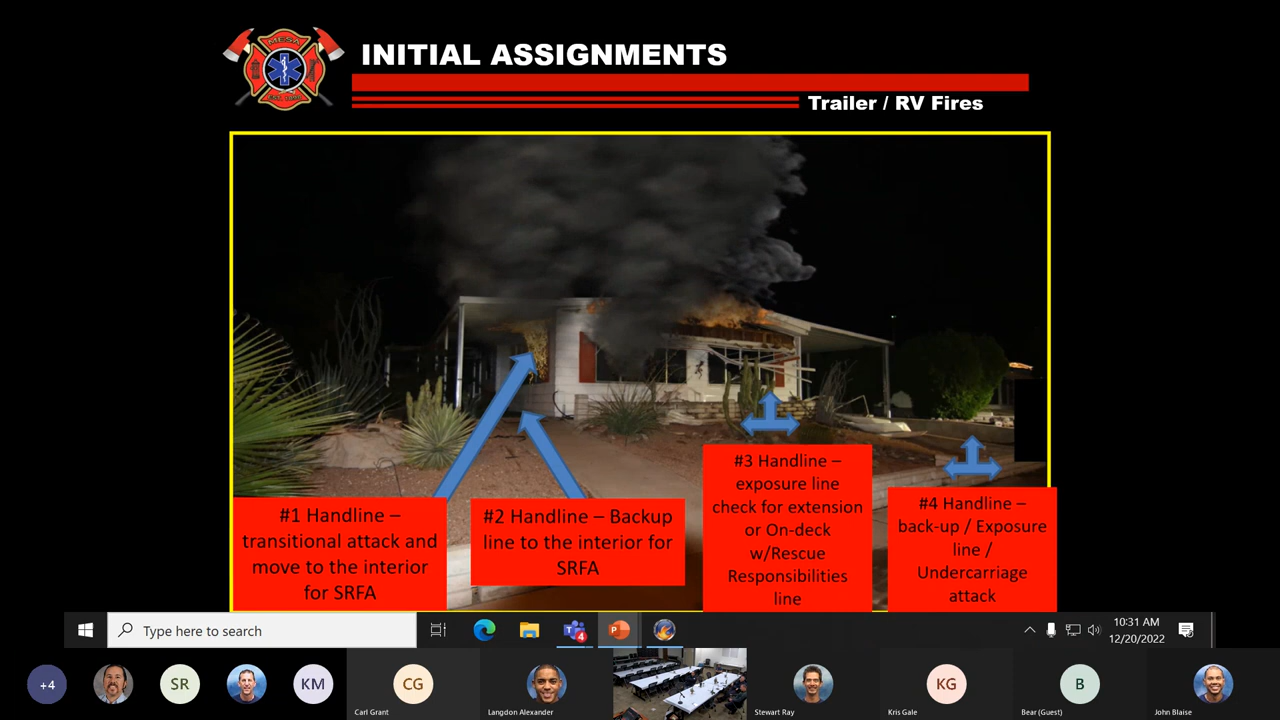 MESA
INITIAL ASSIGNMENTS
Trailer / RV Fires
#1 Handline –
transitional attack and
move to the interior
for SRFA
#2 Handline – Backup
line to the interior for
SRFA
#3 Handline –
exposure line
check for extension
or On-deck
w/Rescue
Responsibilities
line
#4 Handline –
back-up / Exposure
line /
Undercarriage
attack
Type here to search
4
10:31 AM
12/20/2022
+4
SR
KM
CG
Carl Grant
Langdon Alexander
Stewart Ray
KG
Kris Gale
B
Bear (Guest)
John Blaise